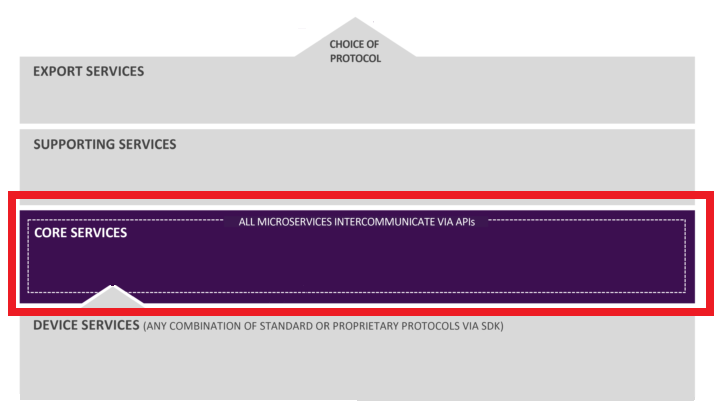 CHOICE OF
PROTOCOL
EXPORT SERVICES
SUPPORTING SERVICES
ALL MICROSERVICES INTERCOMMUNICATE VIA APIs
CORE SERVICES
DEVICE SERVICES (ANY COMBINATION OF STANDARD OR PROPRIETARY PROTOCOLS VIA SDK)